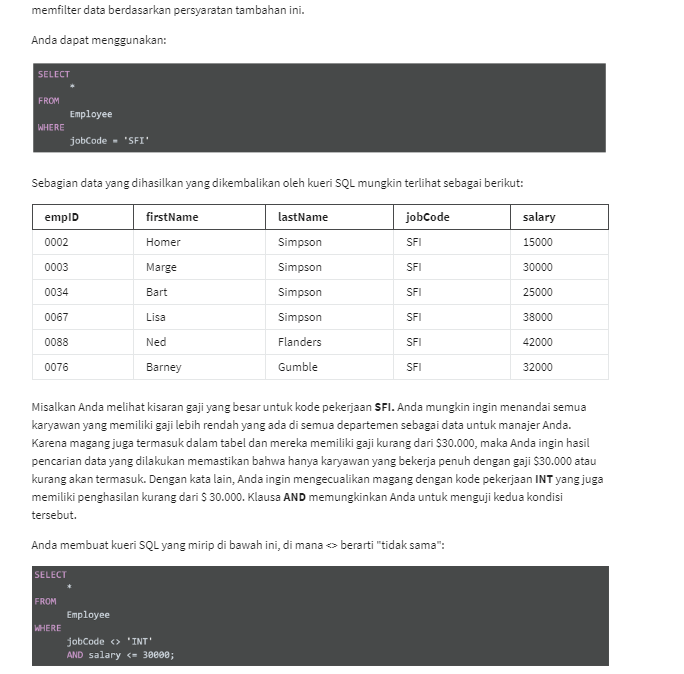 memfilter data berdasarkan persyaratan tambahan ini.
Anda dapat menggunakan:
SELECT
*
FROM
Employee
WHERE
jobCode = 'SFI'
Sebagian data yang dihasilkan yang dikembalikan oleh kueri SQL mungkin terlihat sebagai berikut:
empID firstName lastName jobCode salary
0002 Homer Simpson SFI 15000
0003 Marge Simpson SFI 30000
0034 Bart Simpson SFI 25000
0067 Lisa Simpson SFI 38000
0088 Ned Flanders SFI 42000
0076 Barney Gumble SFI 32000
Misalkan Anda melihat kisaran gaji yang besar untuk kode pekerjaan SFI. Anda mungkin ingin menandai semua
karyawan yang memiliki gaji lebih rendah yang ada di semua departemen sebagai data untuk manajer Anda.
Karena magang juga termasuk dalam tabel dan mereka memiliki gaji kurang dari $30.000, maka Anda ingin hasil
pencarian data yang dilakukan memastikan bahwa hanya karyawan yang bekerja penuh dengan gaji $30.000 atau
kurang akan termasuk. Dengan kata lain, Anda ingin mengecualikan magang dengan kode pekerjaan INT yang juga
memiliki penghasilan kurang dari $ 30.000. Klausa AND memungkinkan Anda untuk menguji kedua kondisi
tersebut.
Anda membuat kueri SQL yang mirip di bawah ini, di mana <> berarti "tidak sama":
SELECT
*
FROM
Employee
WHERE
jobCode <> 'INT'
AND salary <= 30000;